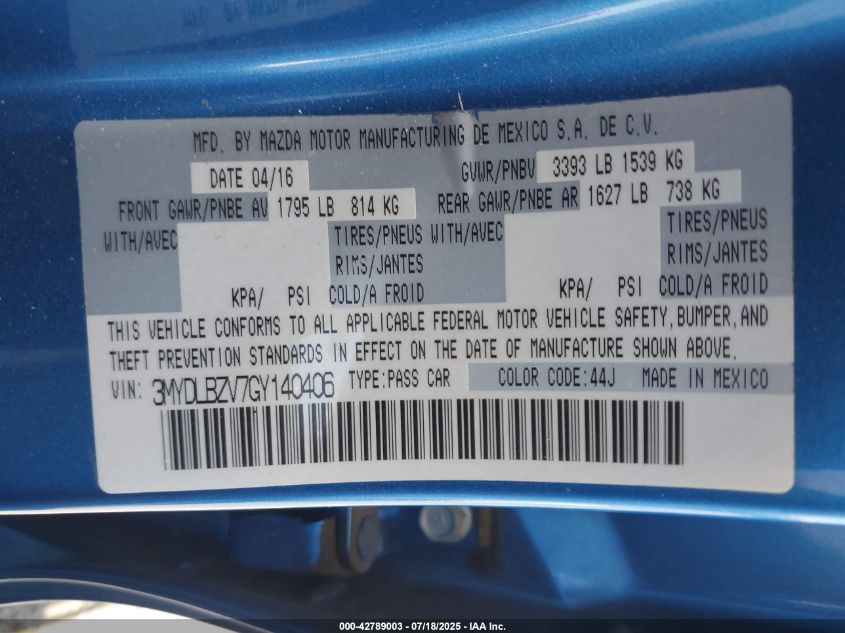 MFD. BY MAZDA MOTOR MANUFACTURING DE MEXICO S.A. DE C.V.
DATE 04/16 GVWR/PNBV 3393 LB 1539 KG
FRONT GAWR/PNBE AV 1795 LB 814 KG REAR GAWR/PNBE AR 1627 LB 738 KG
WITH/AVEC TIRES/PNEUS WITH/AVEC TIRES/PNEUS
RIMS/JANTES RIMS/JANTES
KPA/ PSI COLD/A FROID KPA/ PSI COLD/A FROID
THIS VEHICLE CONFORMS TO ALL APPLICABLE FEDERAL MOTOR VEHICLE SAFETY, BUMPER, AND
THEFT PREVENTION STANDARDS IN EFFECT ON THE DATE OF MANUFACTURE SHOWN ABOVE.
VIN: 3MYDLBZV7GY140406 TYPE:PASS CAR COLOR CODE:44J MADE IN MEXICO
000-42789003 - 07/18/2025 - IAA Inc.